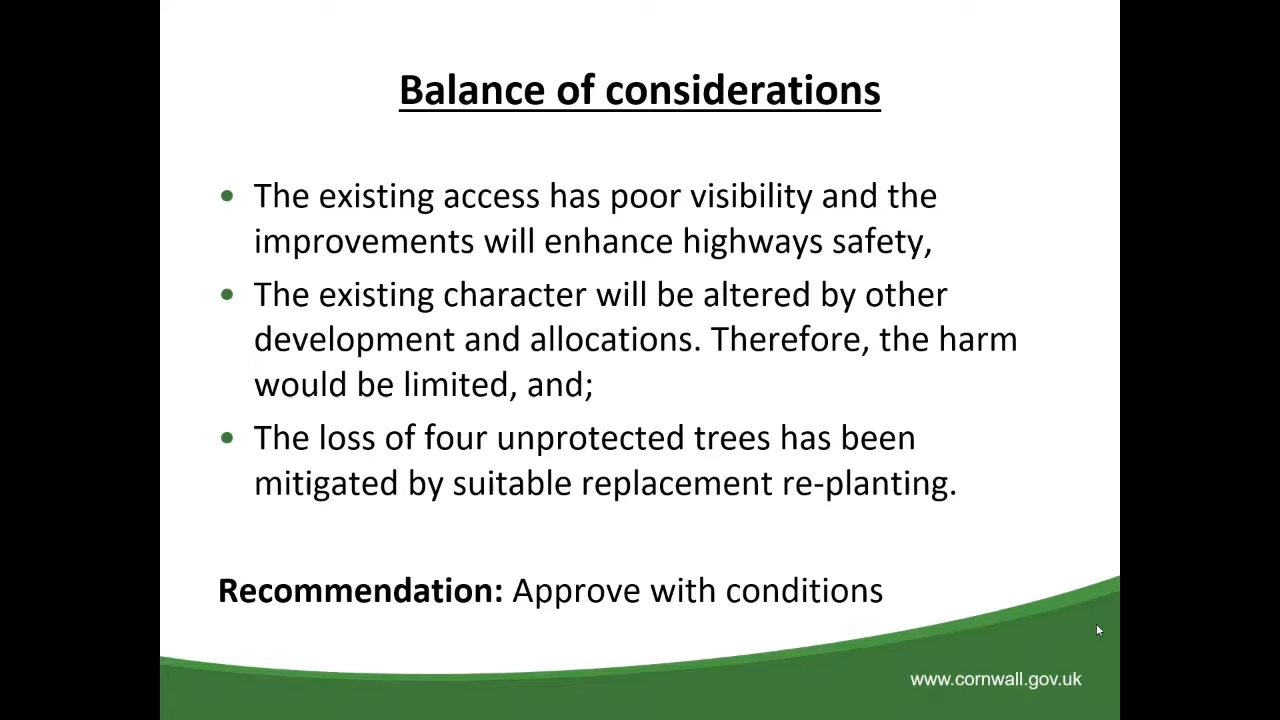 Balance of considerations
• The existing access has poor visibility and the
improvements will enhance highways safety,
• The existing character will be altered by other
development and allocations. Therefore, the harm
would be limited, and;
• The loss of four unprotected trees has been
mitigated by suitable replacement re-planting.
Recommendation: Approve with conditions
www.cornwall.gov.uk